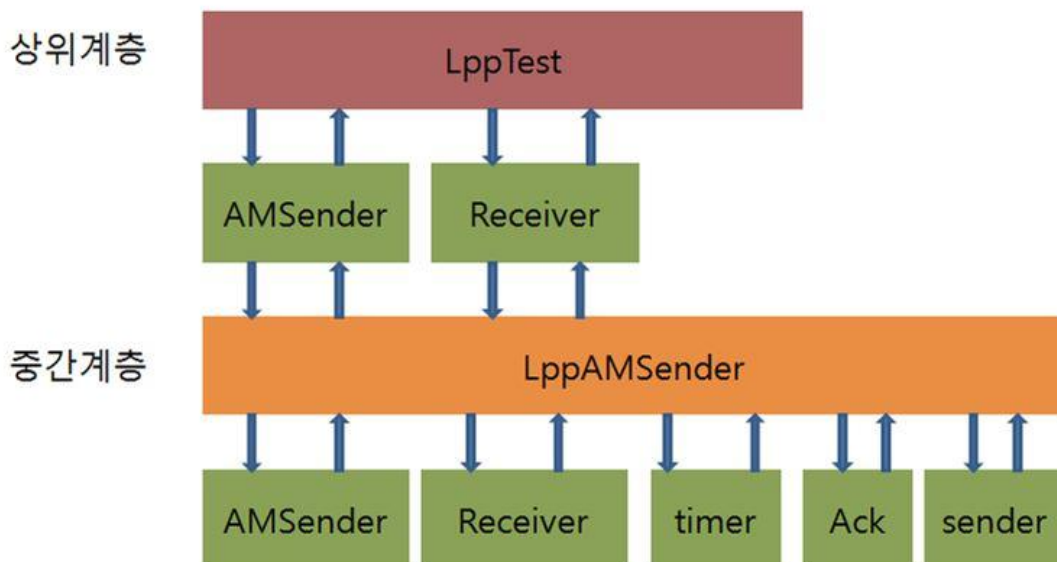 상위계층
LppTest
AMSender
Receiver
중간계층
LppAMSender
AMSender
Receiver
timer
Ack
sender